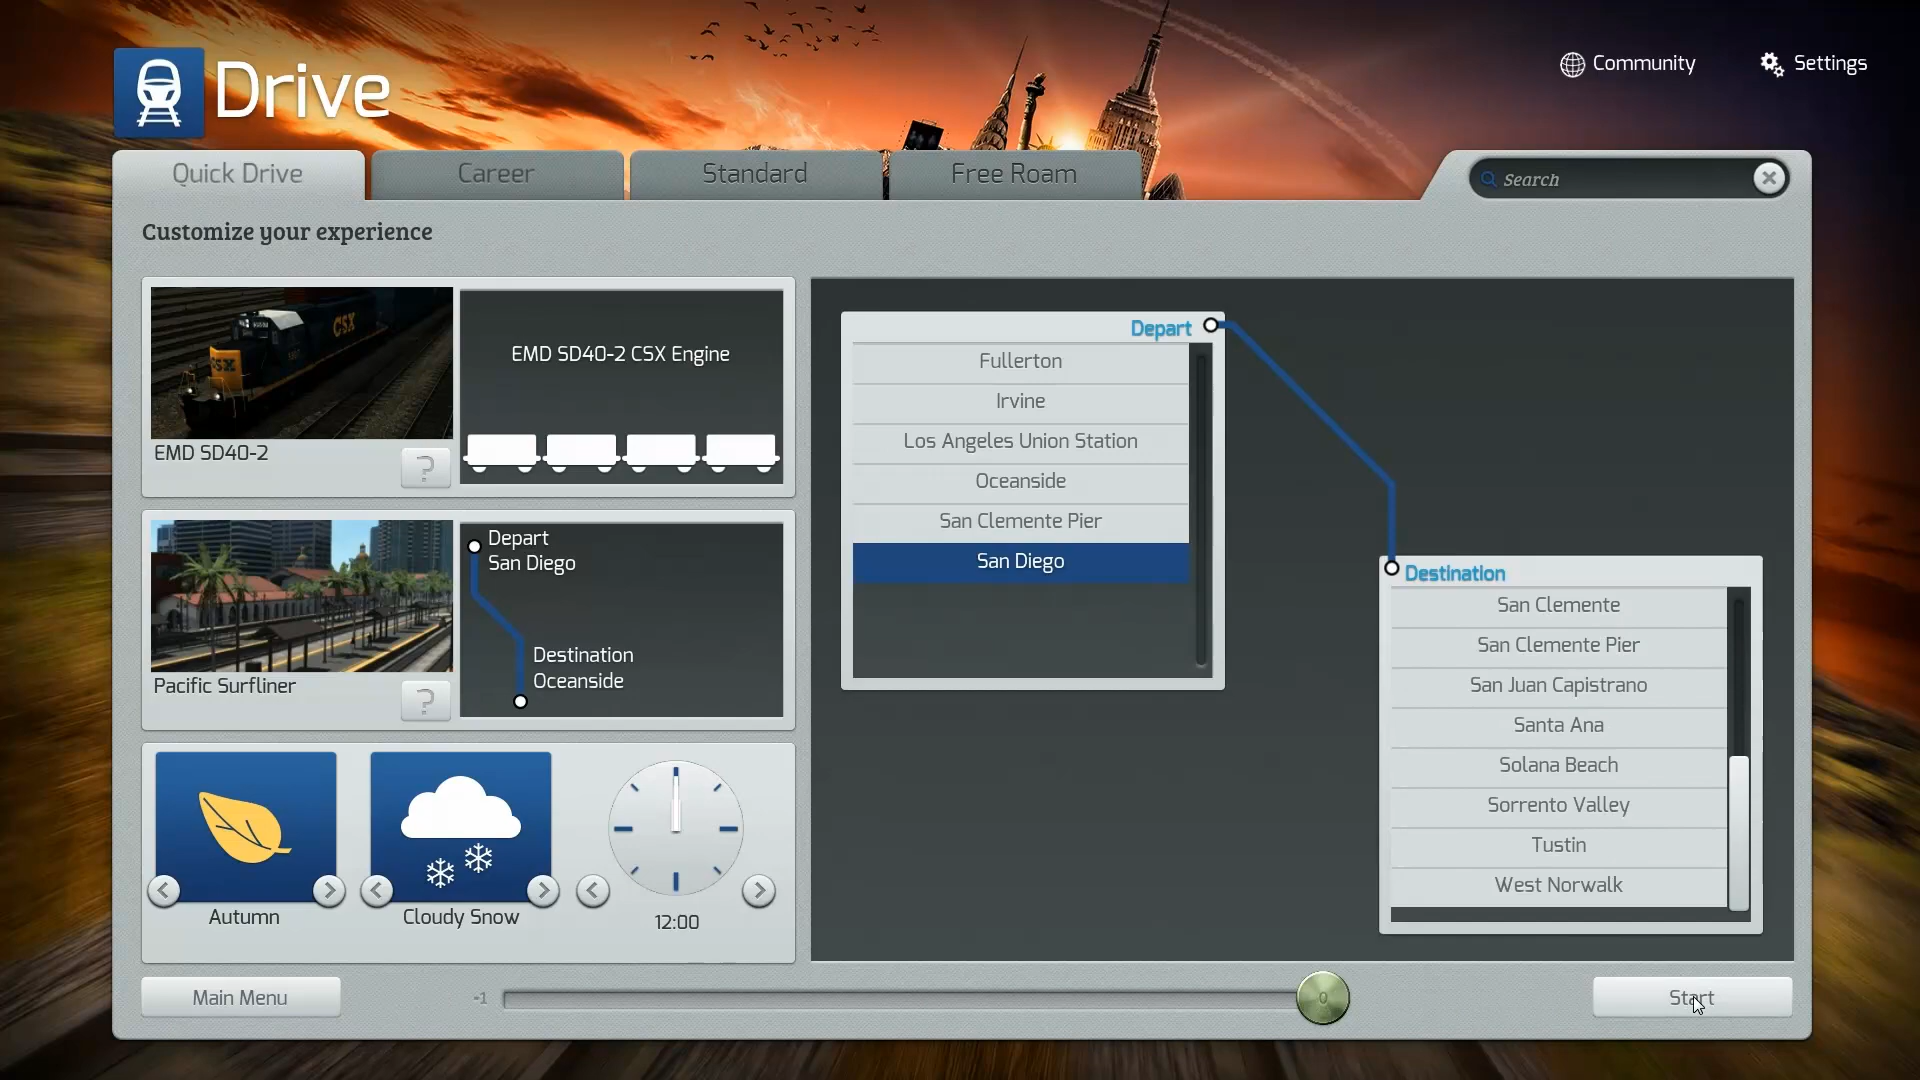 Drive
Community
Settings
Quick Drive
Career
Standard
Free Roam
Search
Customize your experience
CSX
CSX
EMD SD40-2
?
EMD SD40-2 CSX Engine
Pacific Surfliner
?
Depart
San Diego
Destination
Oceanside
Autumn
Cloudy Snow
12:00
Depart
Fullerton
Irvine
Los Angeles Union Station
Oceanside
San Clemente Pier
San Diego
Destination
San Clemente
San Clemente Pier
San Juan Capistrano
Santa Ana
Solana Beach
Sorrento Valley
Tustin
West Norwalk
Main Menu
-1
0
Start